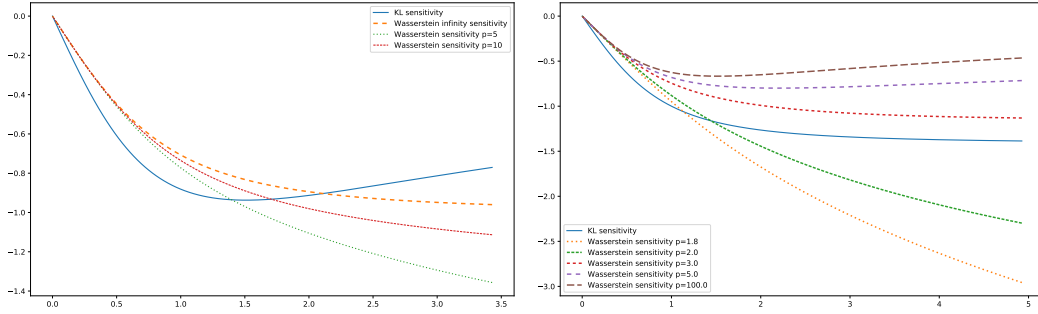 KL sensitivity
Wasserstein infinity sensitivity
Wasserstein sensitivity p=5
Wasserstein sensitivity p=10
0.0
−0.2
−0.4
−0.6
−0.8
−1.0
−1.2
−1.4
0.0 0.5 1.0 1.5 2.0 2.5 3.0 3.5
0.0
−0.5
−1.0
−1.5
−2.0
−2.5
−3.0
KL sensitivity
Wasserstein sensitivity p=1.8
Wasserstein sensitivity p=2.0
Wasserstein sensitivity p=3.0
Wasserstein sensitivity p=5.0
Wasserstein sensitivity p=100.0
0 1 2 3 4 5